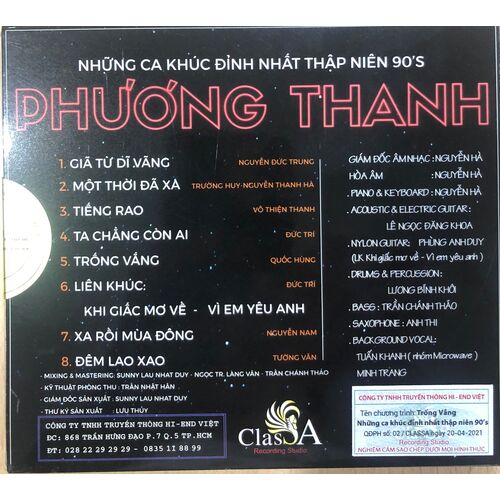 NHỮNG CA KHÚC ĐỈNH NHẤT THẬP NIÊN 90'S
PHƯƠNG THANH
1. GIÃ TỪ DĨ VÃNG NGUYỄN ĐỨC TRUNG
2. MỘT THỜI ĐÃ XA TRƯỜNG HUY-NGUYỄN THANH HÀ
3. TIẾNG RAO VÕ THIỆN THANH
4. TA CHẲNG CÒN AI ĐỨC TRÍ
5. TRỐNG VẮNG QUỐC HÙNG
6. LIÊN KHÚC: ĐỨC TRÍ
KHI GIẤC MƠ VỀ - VÌ EM YÊU ANH
7. XA RỒI MÙA ĐÔNG NGUYỄN NAM
8. ĐÊM LAO XAO TƯỜNG VĂN
- MIXING & MASTERING: SUNNY LAU NHAT DUY - NGỌC TR. LÀNG VĂN - TRẦN CHÁNH THẢO
- KỸ THUẬT PHÒNG THU : TRẦN NHẬT HÂN
- GIÁM ĐỐC SẢN XUẤT : SUNNY LAU NHAT DUY
- THƯ KÝ SẢN XUẤT : LƯU THỦY
GIÁM ĐỐC ÂM NHẠC : NGUYỄN HÀ
HÒA ÂM : NGUYỄN HÀ
. PIANO & KEYBOARD : NGUYỄN HÀ
. ACOUSTIC & ELECTRIC GUITAR :
LÊ NGỌC ĐĂNG KHOA
. NYLON GUITAR: PHÙNG ANH DUY
(LK Khi giấc mơ về - Vì em yêu anh )
. DRUMS & PERCUSSION :
LƯƠNG BỈNH KHÔI
. BASS : TRẦN CHÁNH THẢO
. SAXOPHONE : ANH THI
. BACKGROUND VOCAL:
TUẤN KHANH ( nhóm Microwave )
MINH TRANG
CÔNG TY TNHH TRUYỀN THÔNG HI-END VIỆT
ĐC: 868 TRẦN HƯNG ĐẠO P.7 Q.5 TP.HCM
ĐT: 028 22 29 29 29 - 0835 11 88 99
ClasSA
Recording Studio
CÔNG TY TNHH TRUYỀN THÔNG HI - END VIỆT
Tên chương trình: Trống Vắng
Những ca khúc đỉnh nhất thập niên 90's
QĐPH số: 02 / CLASSA ngày 20-04-2021
Recording Studio
NGHIÊM CẤM SAO CHÉP DƯỚI MỌI HÌNH THỨC